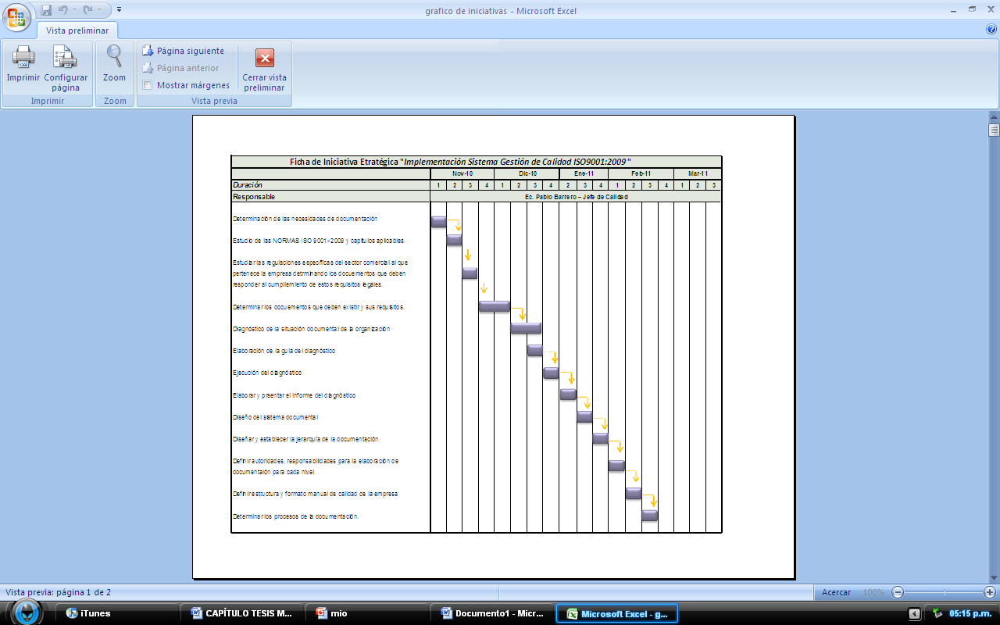 grafico de iniciativas - Microsoft Excel
Vista preliminar
Imprimir
Configurar página
Zoom
Página siguiente
Página anterior
Mostrar márgenes
Cerrar vista preliminar
Imprimir
Zoom
Vista previa
Ficha de Iniciativa Etratégica "Implementación Sistema Gestión de Calidad ISO9001:2009"
Nov-10 Dic-10 Ene-11 Feb-11 Mar-11
Duración 1 2 3 4 1 2 3 4 2 3 4 1 2 3 4 1 2 3
Responsable Ec. Pablo Barrero – Jefe de Calidad
Determinación de las necesidades de documentación
Estudio de las NORMAS ISO 9001-2009 y capítulos aplicables
Estudiar las regulaciones específicas del sector comercial al que
pertenece la empresa detrminando los docuementos que deben
responder al cumpliemiento de estos requisitos legales.
Determinar los docuementos que deben existir y sus requisitos.
Diagnóstico de la situación documental de la organización
Elaboración de la guía del diagnóstico
Ejecución del diagnóstico
Elaborar y prsentar el informe del diagnóstico
Diseño del sistema documental
Diseñar y establecer la jerarquía de la documentación
Definir autoridades, responsabilidades para la elaboración de
documentaión para cada nivel.
Definir estructura y formato manual de calidad de la empresa
Determinar los procesos de la documentación.
Vista previa: página 1 de 2
Acercar
100%
iTunes
CAPÍTULO TESIS M...
mio
Documento1 - Micr...
Microsoft Excel - g...
05:15 p.m.